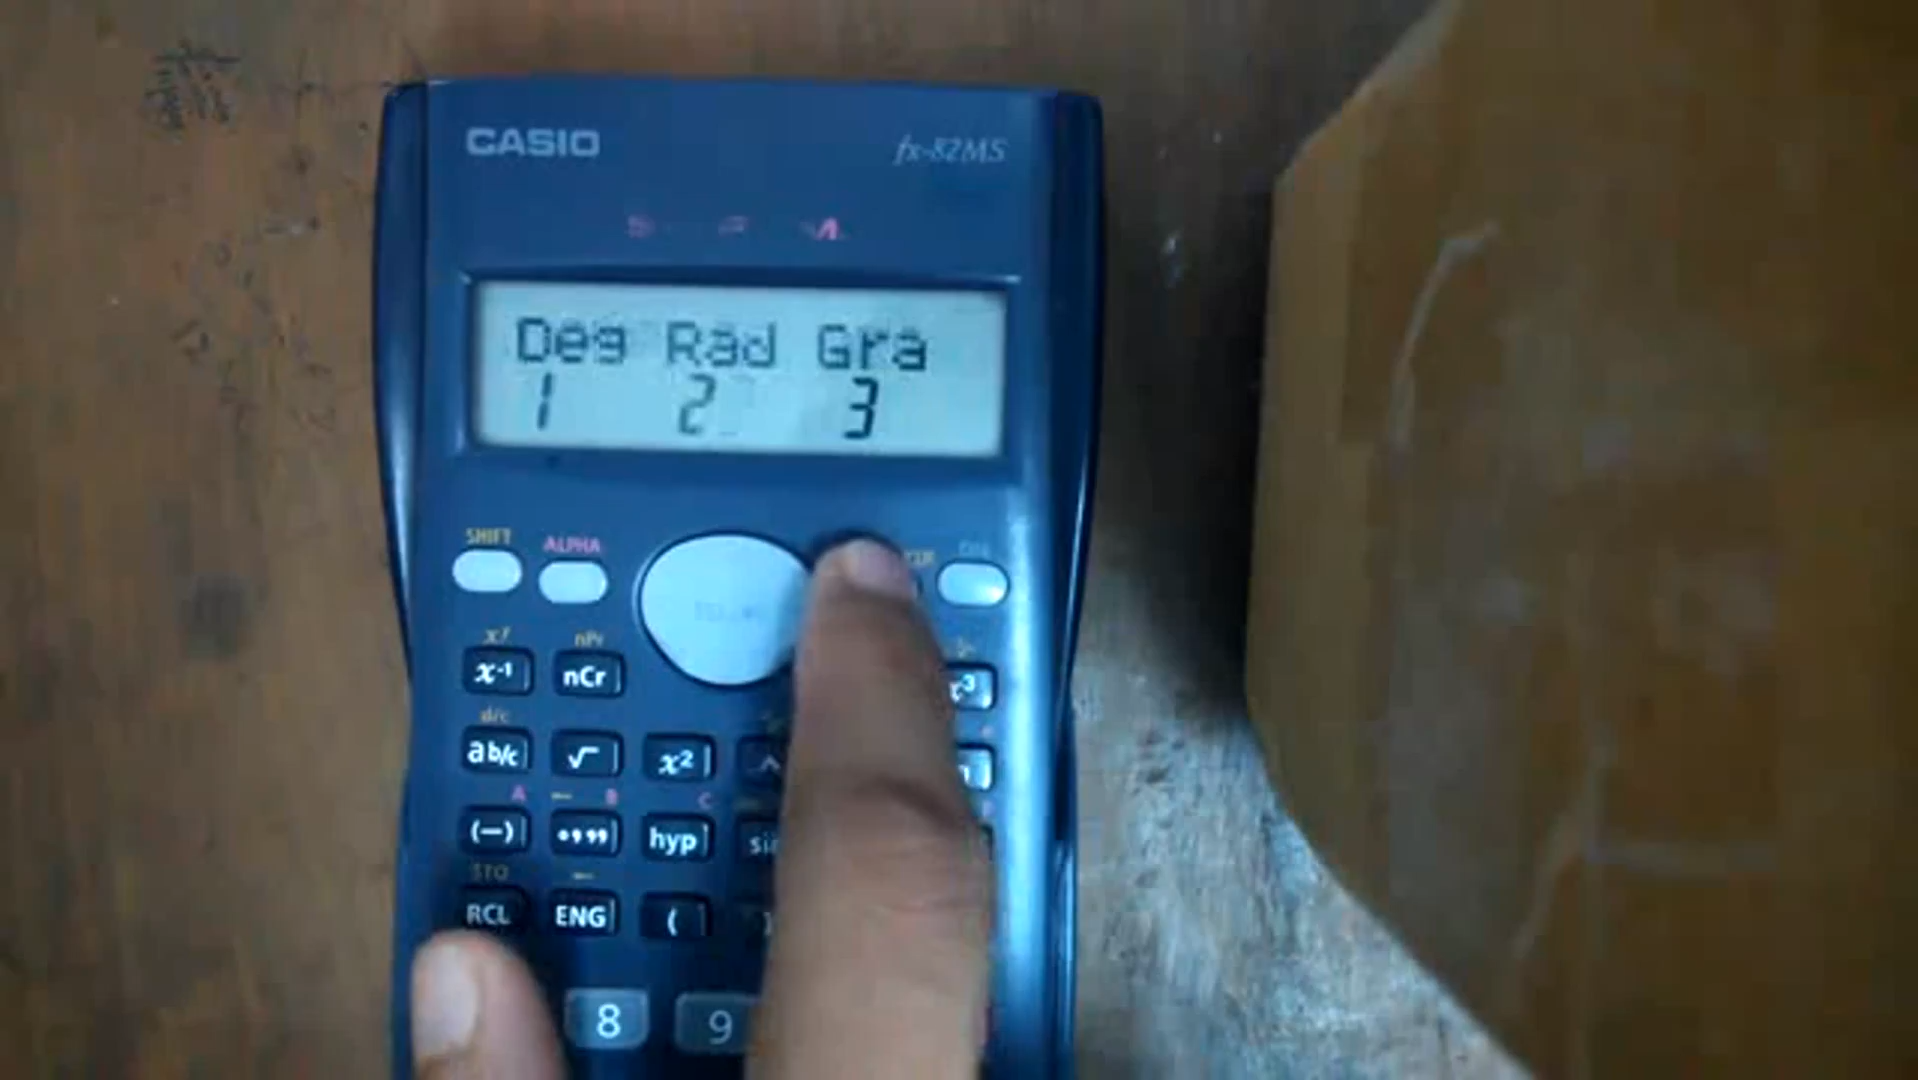 CASIO fx-82MS
Deg Rad Gra
1 2 3
SHIFT ALPHA
nPr
x⁻¹ nCr
d/c
ab/c √ x²
A B C
(−) hyp
STO
RCL ENG (
8 9